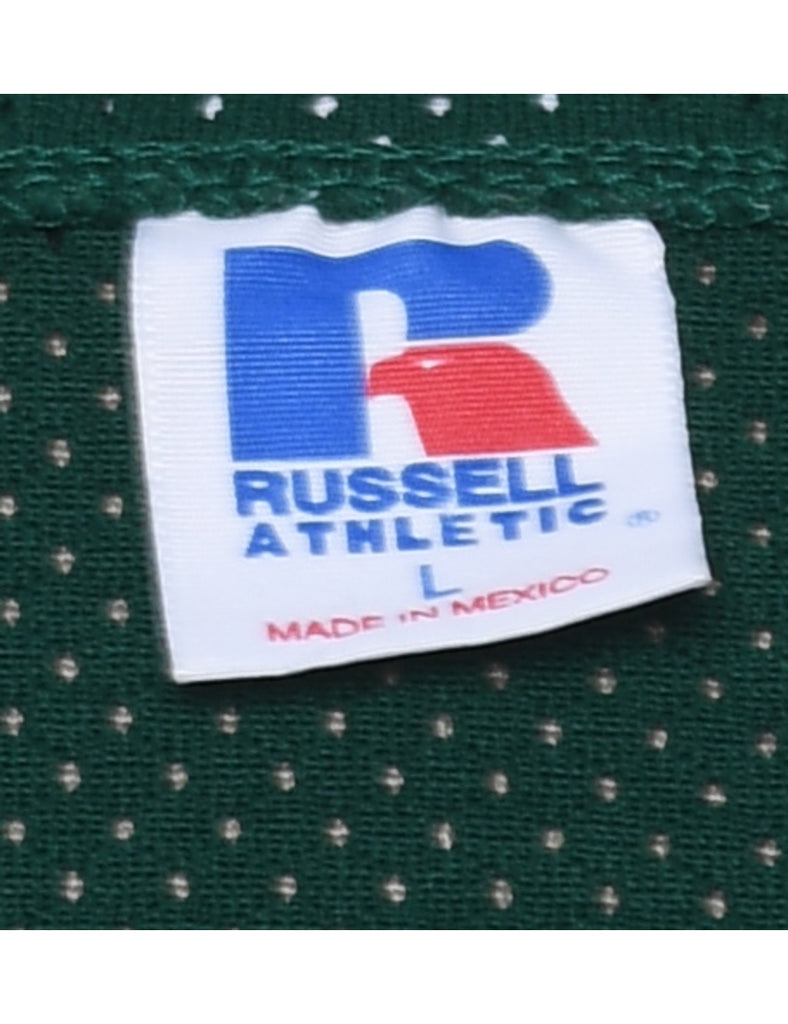 RUSSELL
ATHLETIC ®
L
MADE IN MEXICO